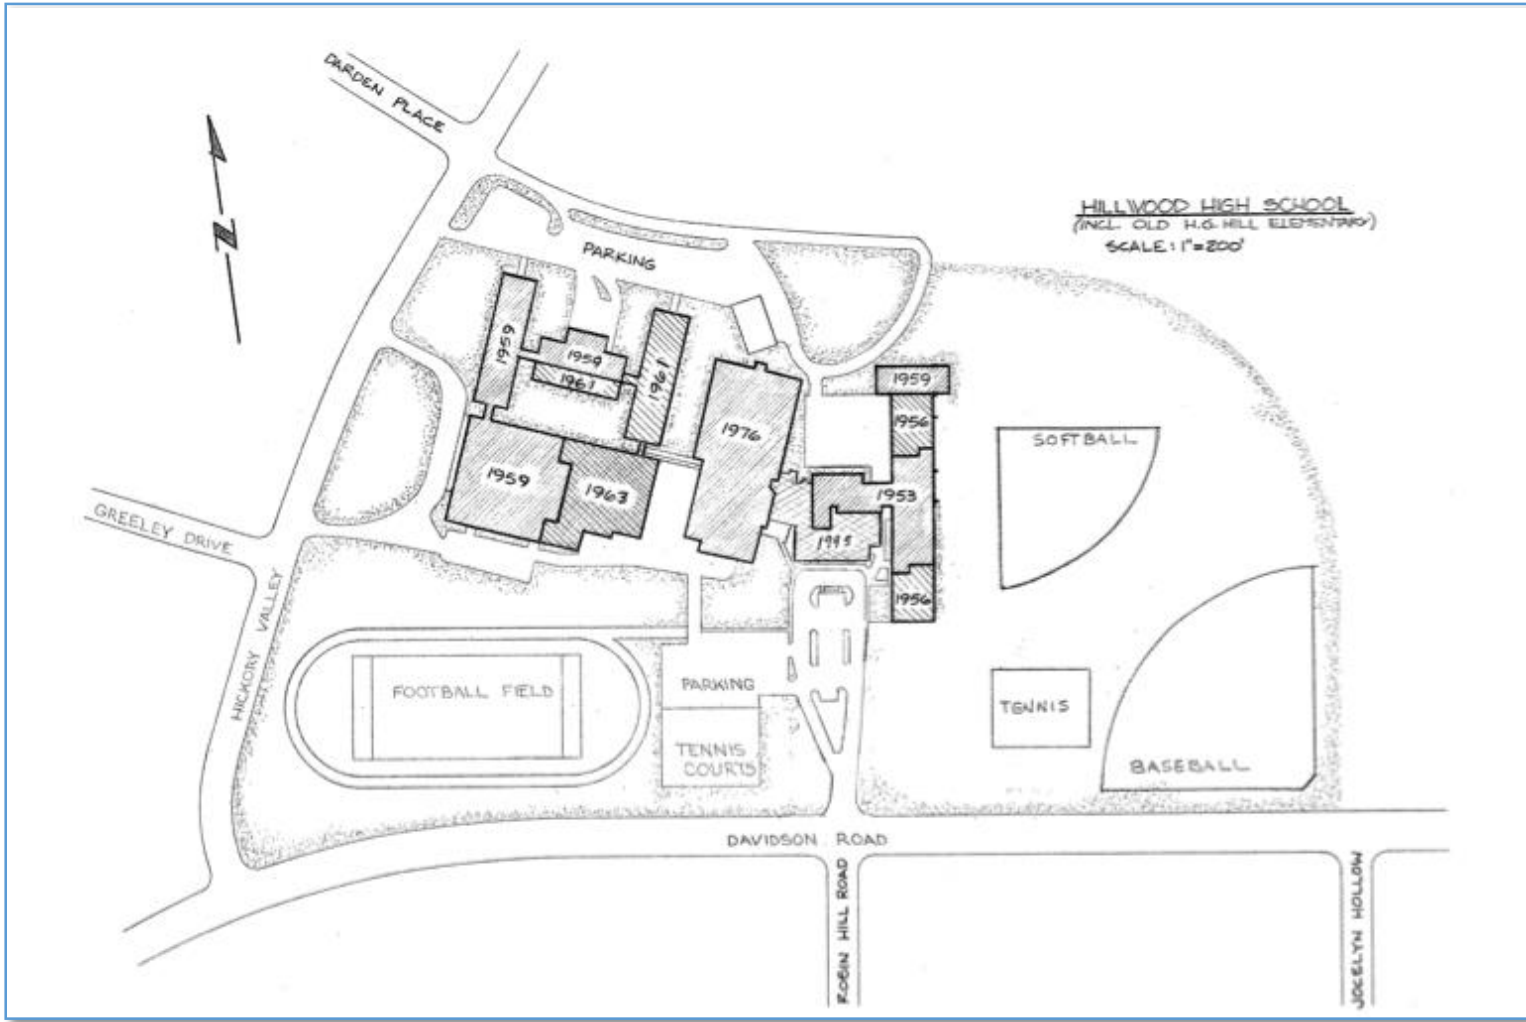 DARDEN PLACE
N
HILLWOOD HIGH SCHOOL
(INCL. OLD H.G. HILL ELEMENTARY)
SCALE: 1"=200'
PARKING
1959
1959
1961
1961
1959
1956
1976
SOFTBALL
1959
1963
1953
1995
GREELEY DRIVE
1956
HICKORY VALLEY
FOOTBALL FIELD
PARKING
TENNIS
TENNIS
COURTS
BASEBALL
DAVIDSON ROAD
ROBIN HILL ROAD
JOCELYN HOLLOW